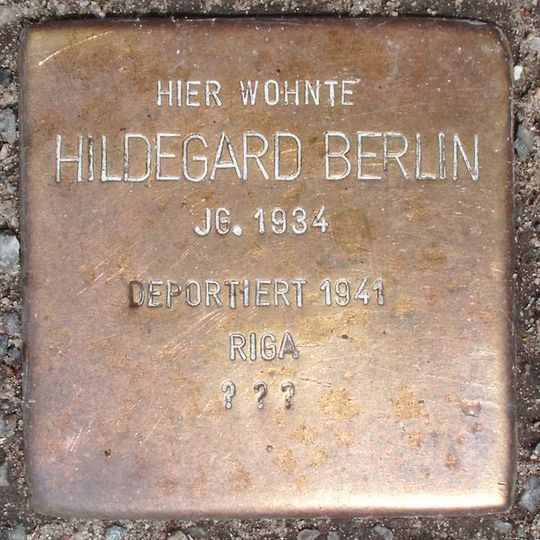 HIER WOHNTE
HILDEGARD BERLIN
JG. 1934
DEPORTIERT 1941
RIGA
? ? ?